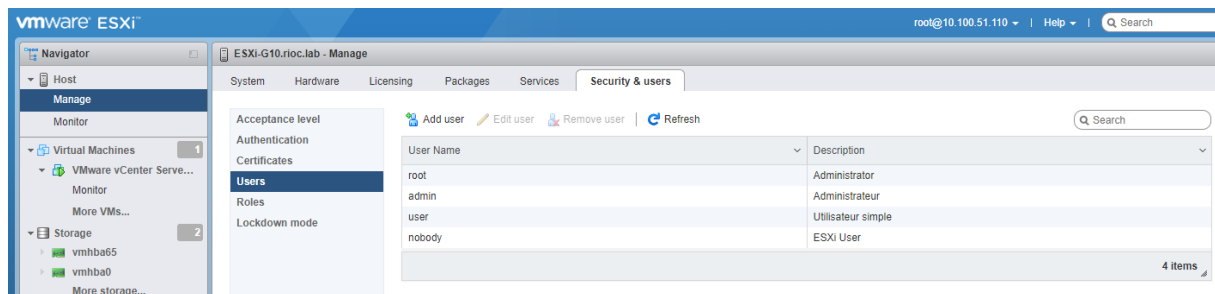 vmware ESXi™
root@10.100.51.110 | Help | Search
Navigator
Host
Manage
Monitor
Virtual Machines 1
VMware vCenter Serve...
Monitor
More VMs...
Storage 2
vmhba65
vmhba0
More storage...
ESXi-G10.rioc.lab - Manage
System Hardware Licensing Packages Services Security & users
Acceptance level
Authentication
Certificates
Users
Roles
Lockdown mode
Add user Edit user Remove user | Refresh Search
User Name Description
root Administrator
admin Administrateur
user Utilisateur simple
nobody ESXi User
4 items